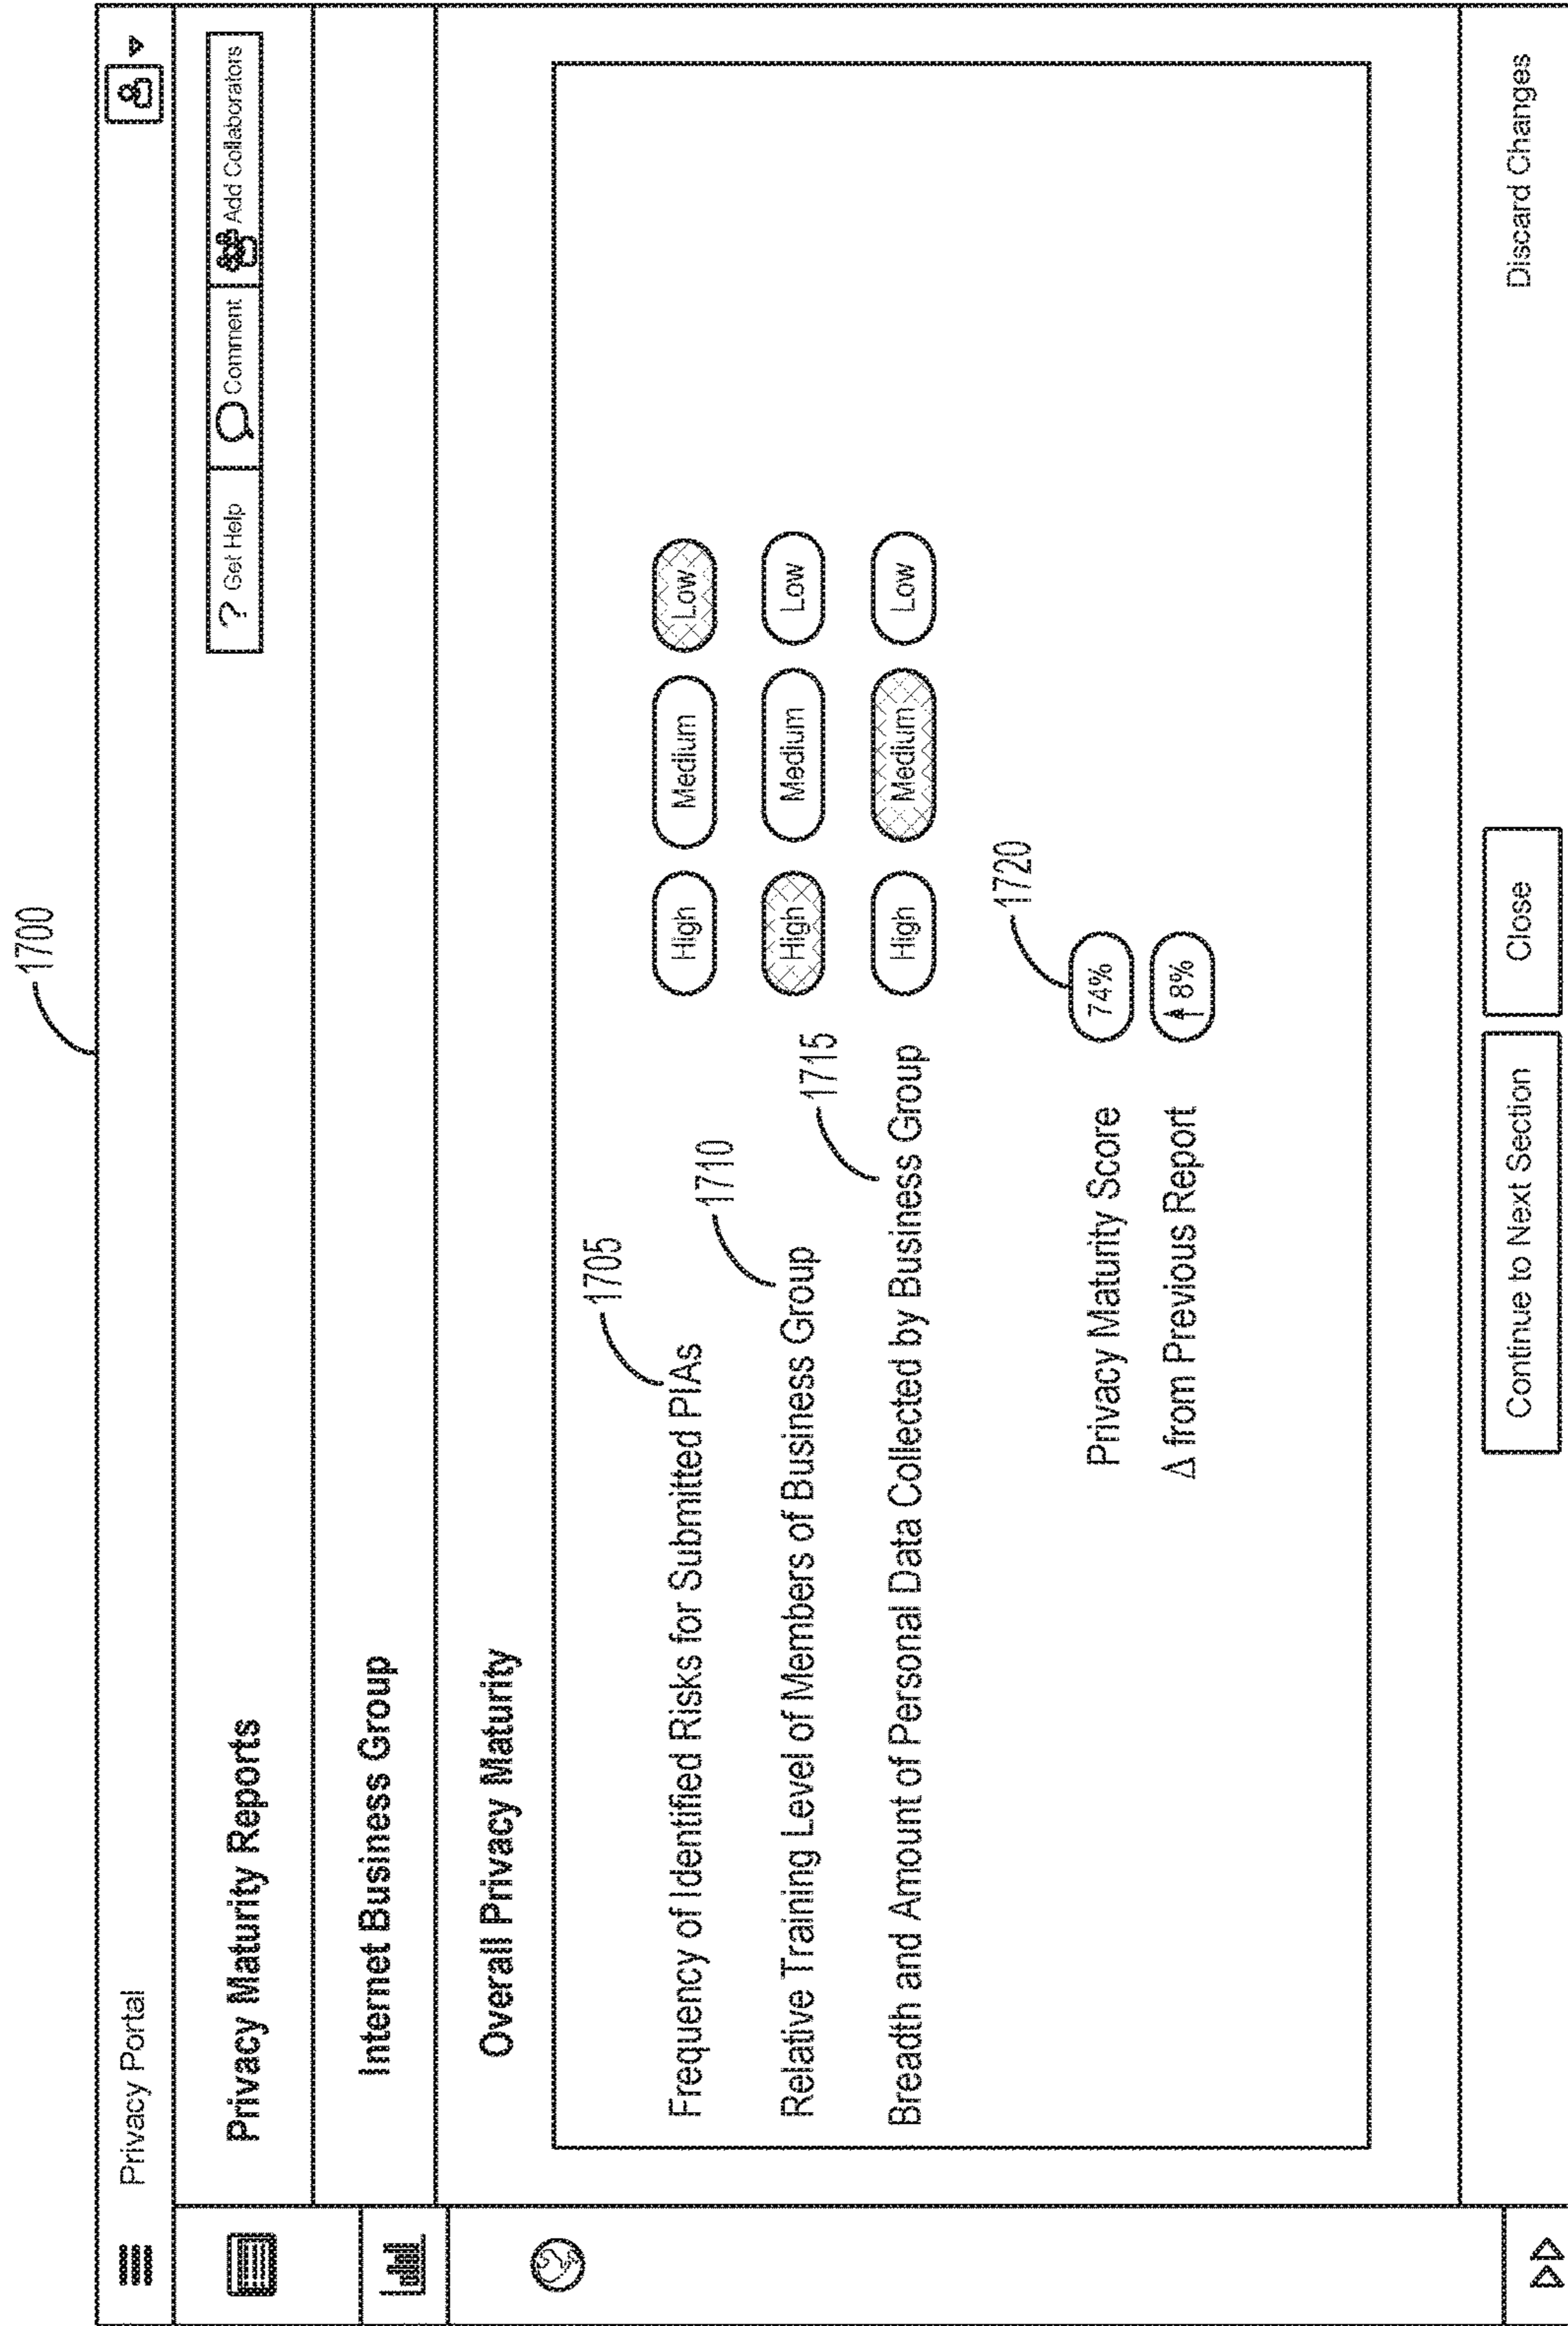 1700
Privacy Portal
Privacy Maturity Reports
? Get Help Comment Add Collaborators
Internet Business Group
Overall Privacy Maturity
1705
Frequency of Identified Risks for Submitted PIAs High Medium Low
1710
Relative Training Level of Members of Business Group High Medium Low
1715
Breadth and Amount of Personal Data Collected by Business Group High Medium Low
1720
Privacy Maturity Score 74%
Δ from Previous Report ↑ 8%
Continue to Next Section Close Discard Changes